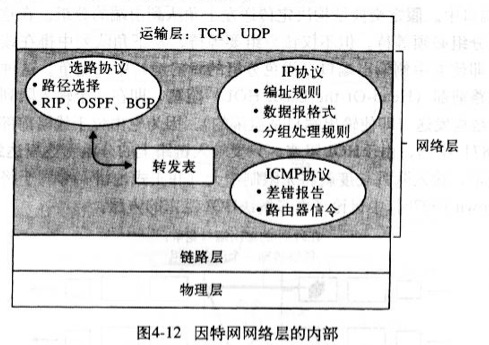 运输层：TCP、UDP
选路协议
• 路径选择
• RIP、OSPF、BGP
IP协议
• 编址规则
• 数据报格式
• 分组处理规则
网络层
转发表
ICMP协议
• 差错报告
• 路由器信令
链路层
物理层
图4-12 因特网网络层的内部